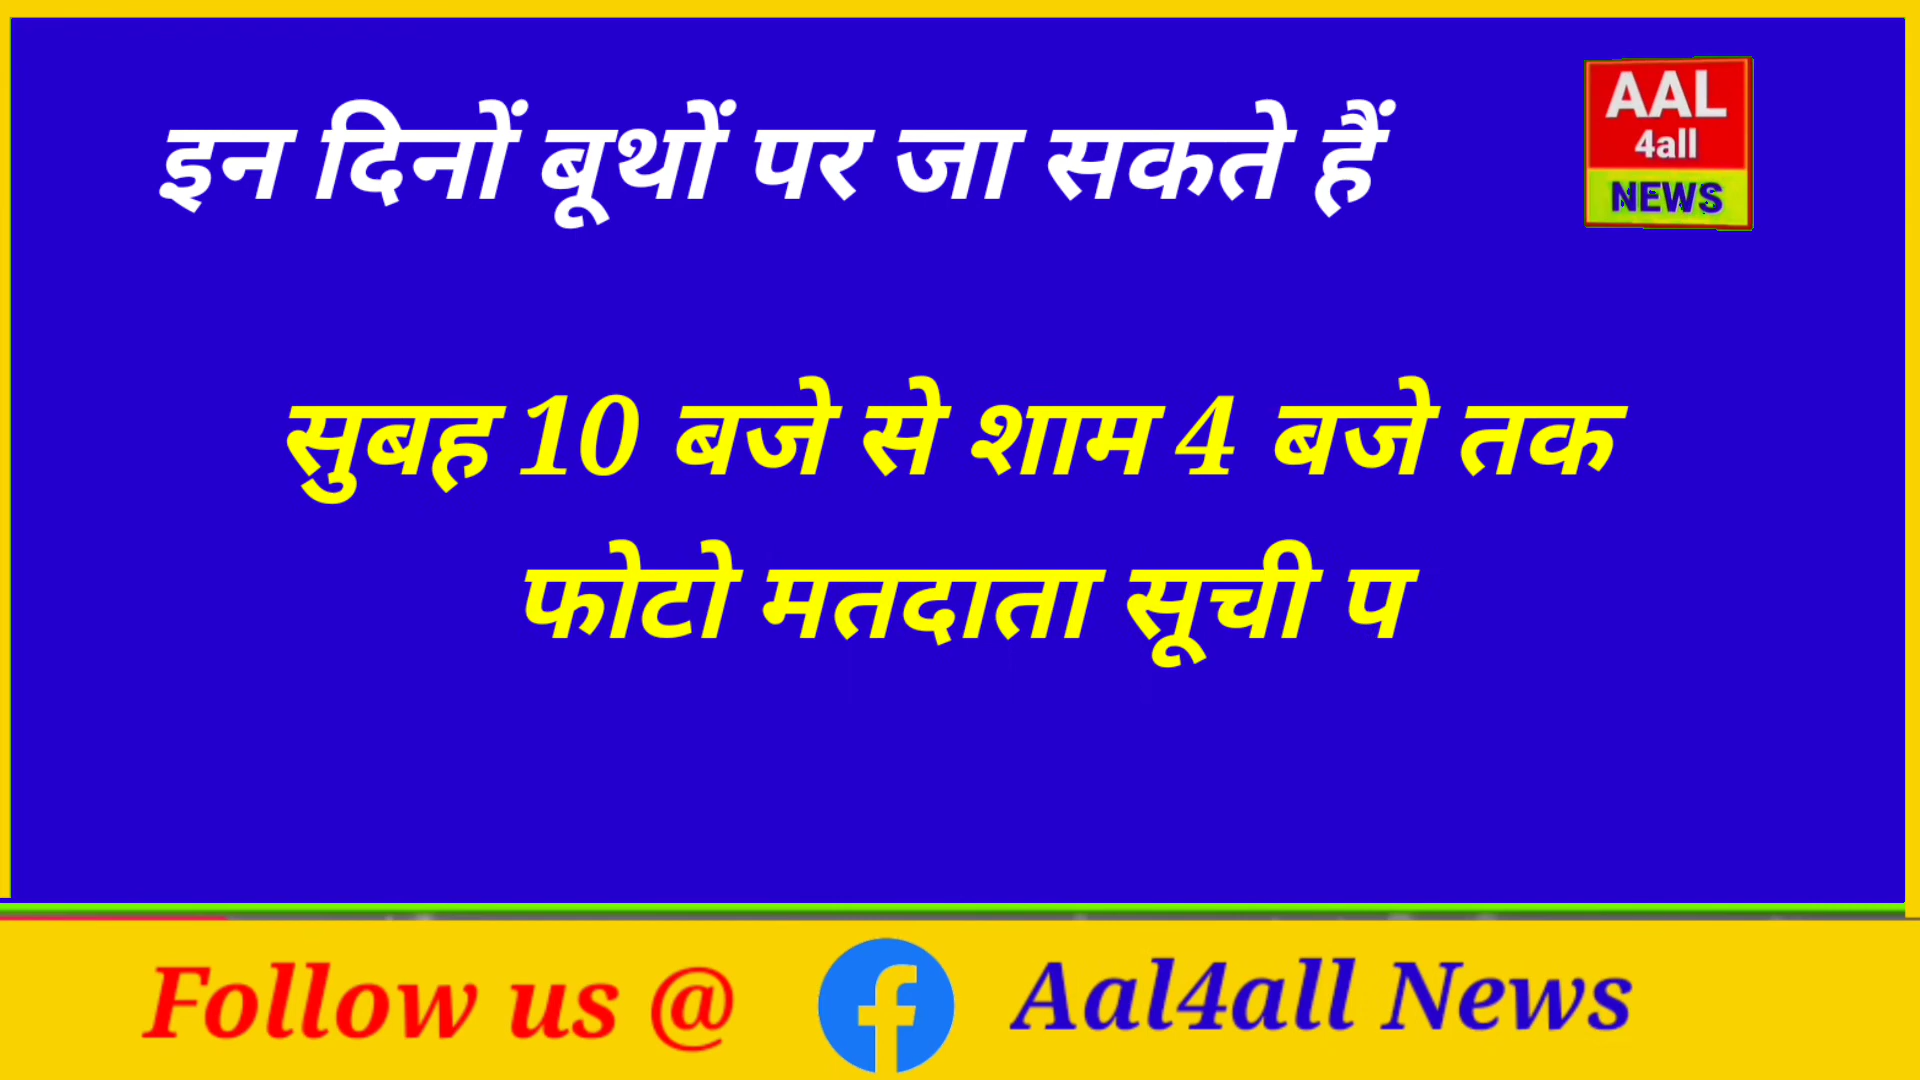 इन दिनों बूथों पर जा सकते हैं
AAL
4all
NEWS
सुबह 10 बजे से शाम 4 बजे तक
फोटो मतदाता सूची प
Follow us @
Aal4all News